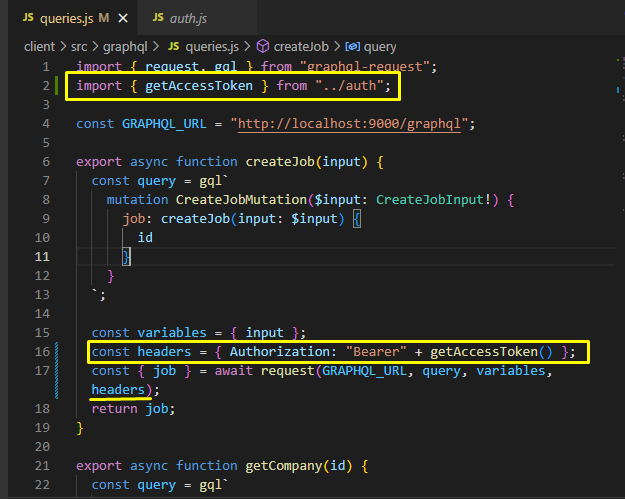 JS queries.js M ×
JS auth.js
client > src > graphql > JS queries.js > createJob > query
1 import { request, gql } from "graphql-request";
2 import { getAccessToken } from "../auth";
3
4 const GRAPHQL_URL = "http://localhost:9000/graphql";
5
6 export async function createJob(input) {
7 const query = gql`
8 mutation CreateJobMutation($input: CreateJobInput!) {
9 job: createJob(input: $input) {
10 id
11 }
12 }
13 `;
14
15 const variables = { input };
16 const headers = { Authorization: "Bearer" + getAccessToken() };
17 const { job } = await request(GRAPHQL_URL, query, variables,
headers);
18 return job;
19 }
20
21 export async function getCompany(id) {
22 const query = gql`